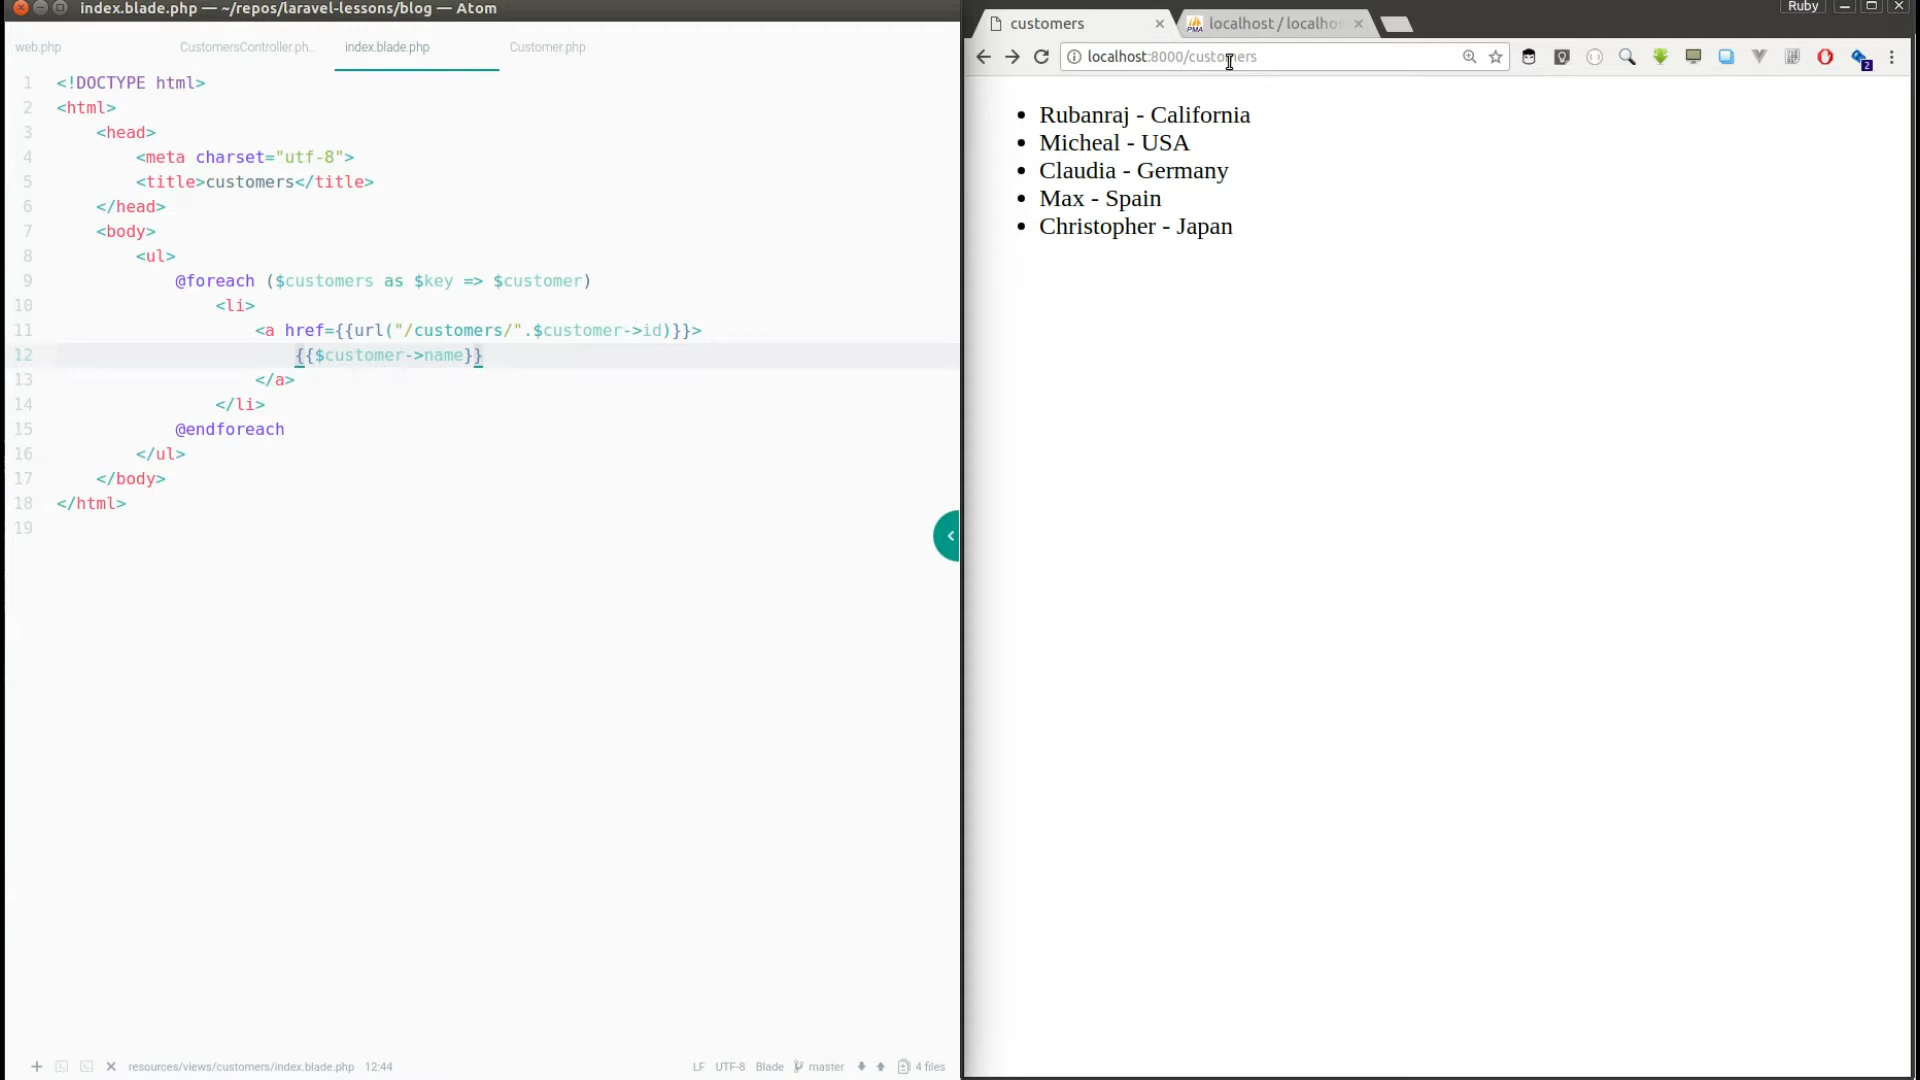 index.blade.php — ~/repos/laravel-lessons/blog — Atom
web.php CustomersController.ph.. index.blade.php Customer.php
1 <!DOCTYPE html>
2 <html>
3 <head>
4 <meta charset="utf-8">
5 <title>customers</title>
6 </head>
7 <body>
8 <ul>
9 @foreach ($customers as $key => $customer)
10 <li>
11 <a href={{url("/customers/".$customer->id)}}>
12 {{$customer->name}}
13 </a>
14 </li>
15 @endforeach
16 </ul>
17 </body>
18 </html>
19
resources/views/customers/index.blade.php 12:44 LF UTF-8 Blade master 4 files
Ruby
customers localhost / localhos
localhost:8000/customers
2
• Rubanraj - California
• Micheal - USA
• Claudia - Germany
• Max - Spain
• Christopher - Japan